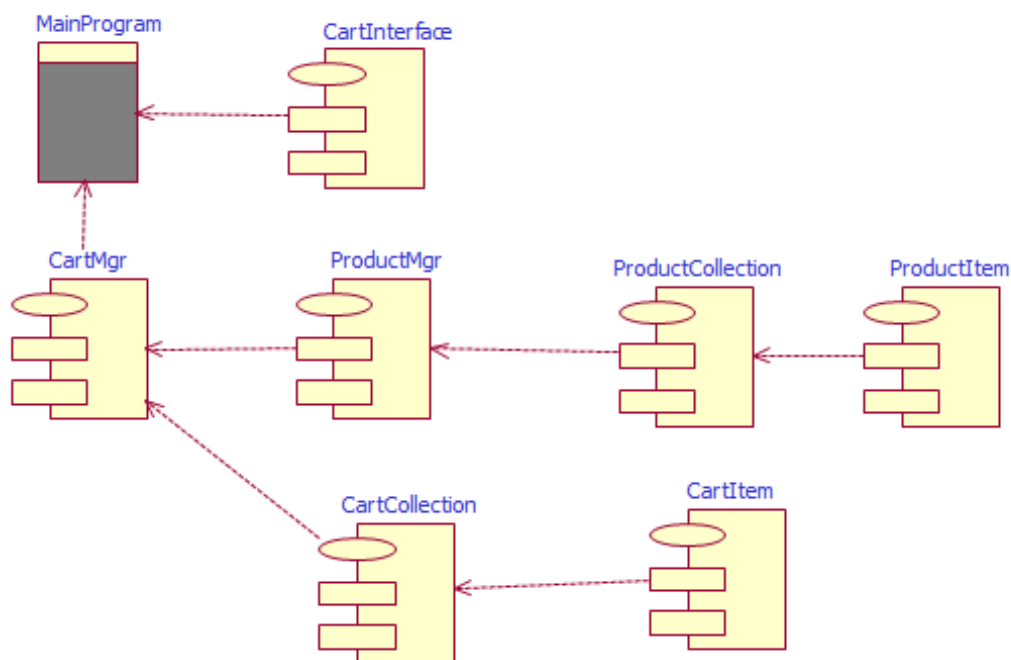 MainProgram
CartInterface
CartMgr
ProductMgr
ProductCollection
ProductItem
CartCollection
CartItem